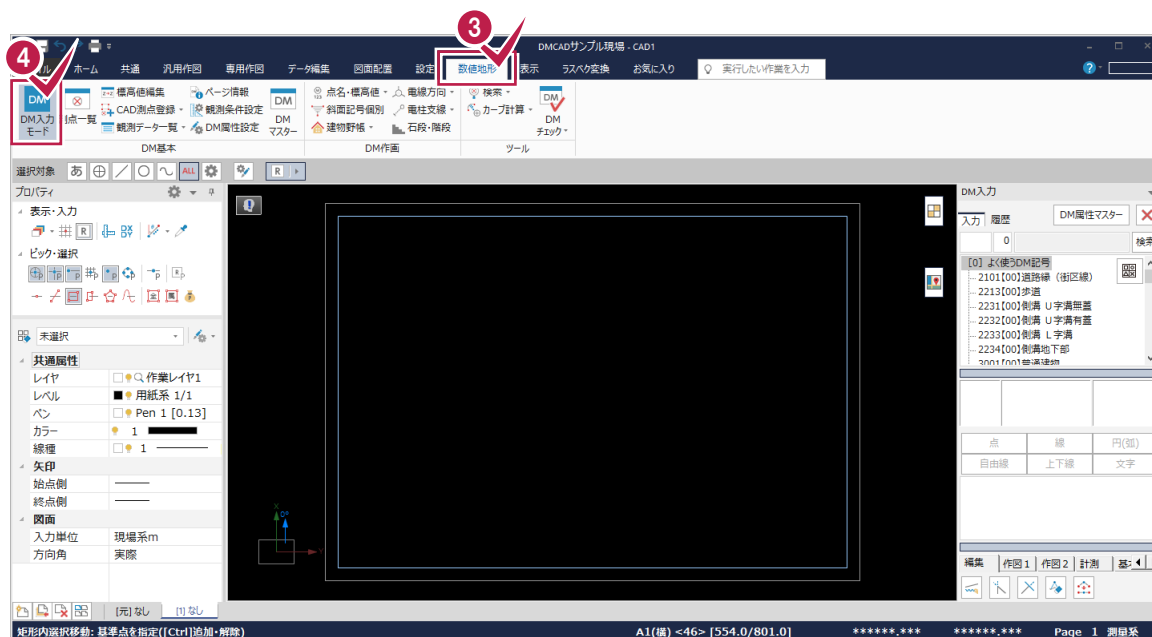 3
4
DMCADサンプル現場 - CAD1
ホーム 共通 汎用作図 専用作図 データ編集 図面配置 設定 数値地形 表示 ラスベク変換 お気に入り 実行したい作業を入力
DM
DM入力
モード
測点一覧
標高値編集
CAD測点登録
観測データ一覧
ページ情報
観測条件設定
DM属性設定
DM
DM
マスター
点名・標高値
斜面記号個別
建物野帳
電線方向
電柱支線
石段・階段
検索
カーブ計算
DM
DM
チェック
DM基本 DM作画 ツール
選択対象 あ ALL R
プロパティ
表示・入力
R
ピック・選択
未選択
共通属性
レイヤ 作業レイヤ1
レベル 用紙系 1/1
ペン Pen 1 [0.13]
カラー 1
線種 1
矢印
始点側
終点側
図面
入力単位 現場系m
方向角 実際
X
0°
Y
DM入力
入力 履歴 DM属性マスター
0 検索
[0] よく使うDM記号
2101【00】道路縁（街区線）
2213【00】歩道
2231【00】側溝 U字溝無蓋
2232【00】側溝 U字溝有蓋
2233【00】側溝 L字溝
2234【00】側溝地下部
3001【00】普通建物
点 線 円(弧)
自由線 上下線 文字
編集 作図1 作図2 計測
[元] なし [1] なし
矩形内選択移動: 基準点を指定([Ctrl]追加・解除) A1(横) <46> [554.0/801.0] ******.*** ******.*** Page 1 測量系